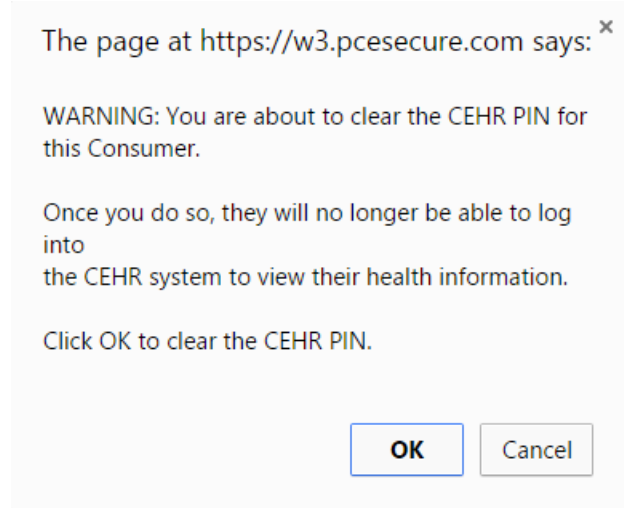 The page at https://w3.pcesecure.com says:
WARNING: You are about to clear the CEHR PIN for
this Consumer.
Once you do so, they will no longer be able to log
into
the CEHR system to view their health information.
Click OK to clear the CEHR PIN.
OK
Cancel